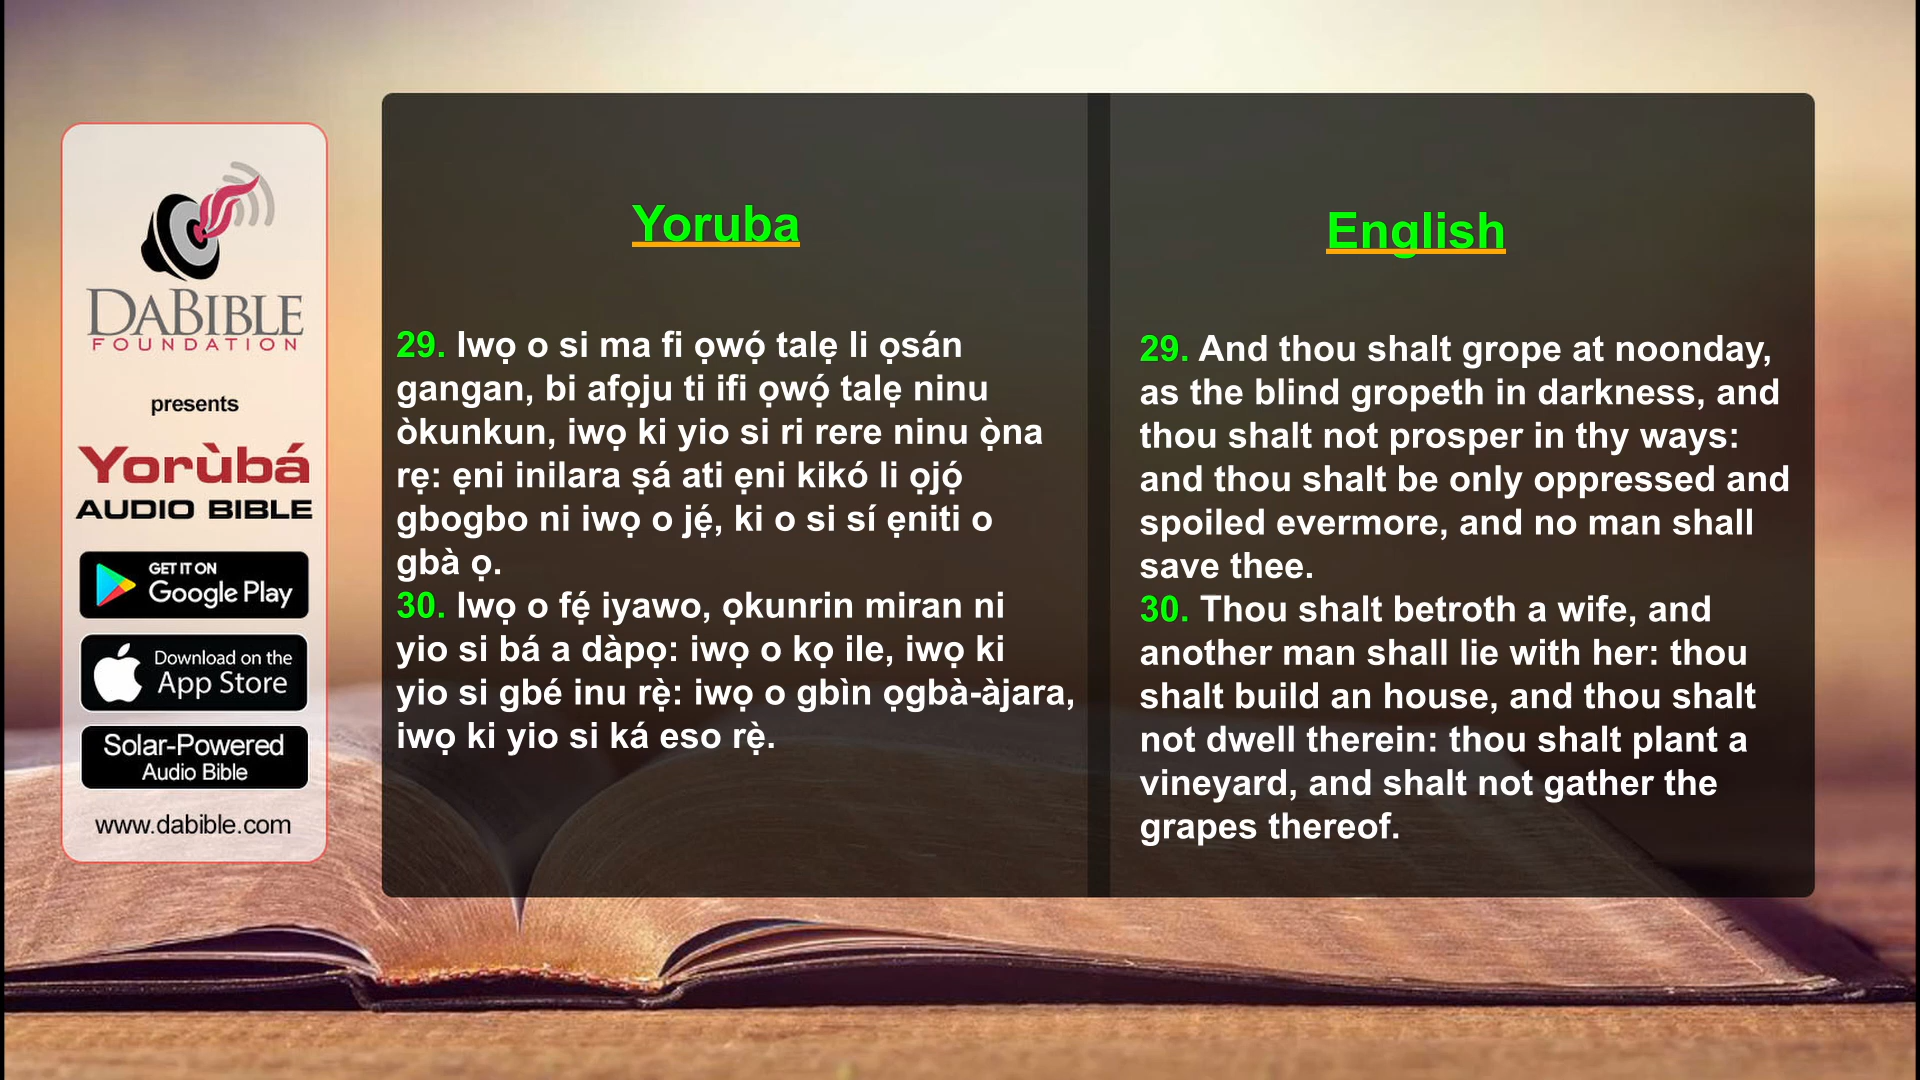 DABIBLE
FOUNDATION
presents
Yorùbá
AUDIO BIBLE
GET IT ON
Google Play
Download on the
App Store
Solar-Powered
Audio Bible
www.dabible.com
Yoruba
29. Iwọ o si ma fi ọwọ́ talẹ li ọsán
gangan, bi afọju ti ifi ọwọ́ talẹ ninu
òkunkun, iwọ ki yio si ri rere ninu ọ̀na
rẹ: ẹni inilara ṣá ati ẹni kikó li ọjọ́
gbogbo ni iwọ o jẹ́, ki o si sí ẹniti o
gbà ọ.
30. Iwọ o fẹ́ iyawo, ọkunrin miran ni
yio si bá a dàpọ: iwọ o kọ ile, iwọ ki
yio si gbé inu rẹ̀: iwọ o gbìn ọgbà-àjara,
iwọ ki yio si ká eso rẹ̀.
English
29. And thou shalt grope at noonday,
as the blind gropeth in darkness, and
thou shalt not prosper in thy ways:
and thou shalt be only oppressed and
spoiled evermore, and no man shall
save thee.
30. Thou shalt betroth a wife, and
another man shall lie with her: thou
shalt build an house, and thou shalt
not dwell therein: thou shalt plant a
vineyard, and shalt not gather the
grapes thereof.